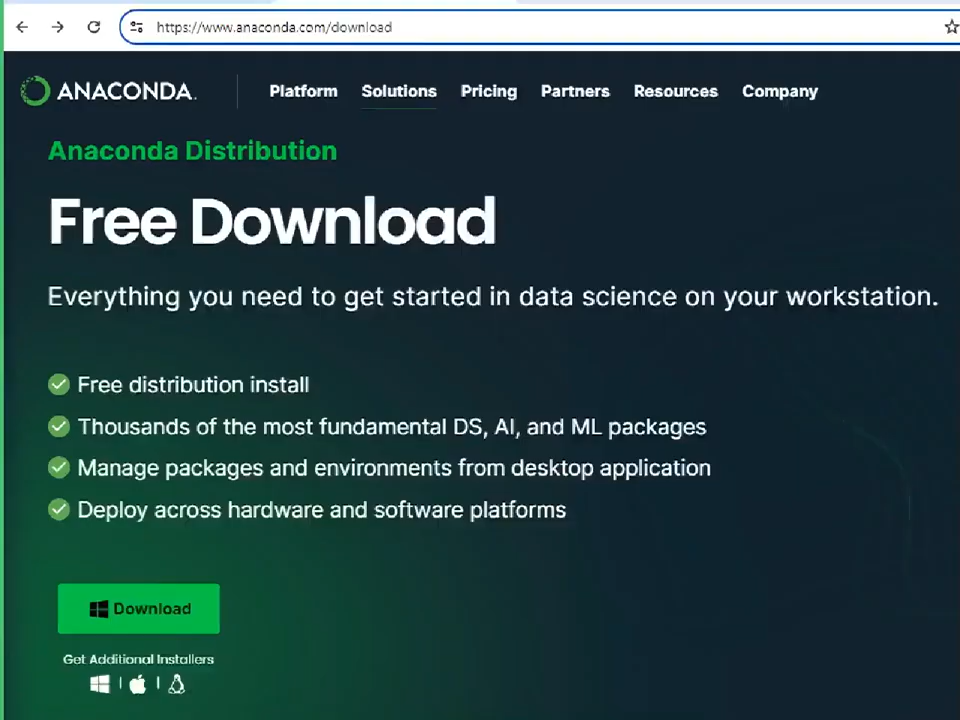 https://www.anaconda.com/download
ANACONDA.
Platform Solutions Pricing Partners Resources Company
Anaconda Distribution
Free Download
Everything you need to get started in data science on your workstation.
Free distribution install
Thousands of the most fundamental DS, AI, and ML packages
Manage packages and environments from desktop application
Deploy across hardware and software platforms
Download
Get Additional Installers